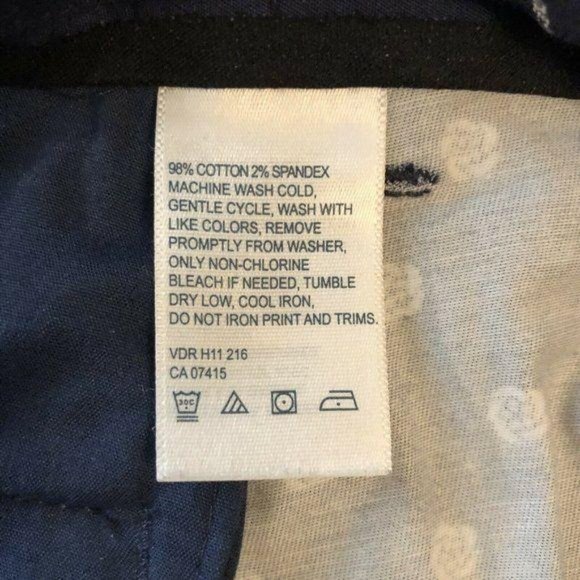 98% COTTON 2% SPANDEX
MACHINE WASH COLD,
GENTLE CYCLE, WASH WITH
LIKE COLORS, REMOVE
PROMPTLY FROM WASHER,
ONLY NON-CHLORINE
BLEACH IF NEEDED, TUMBLE
DRY LOW, COOL IRON,
DO NOT IRON PRINT AND TRIMS.
VDR H11 216
CA 07415
30C